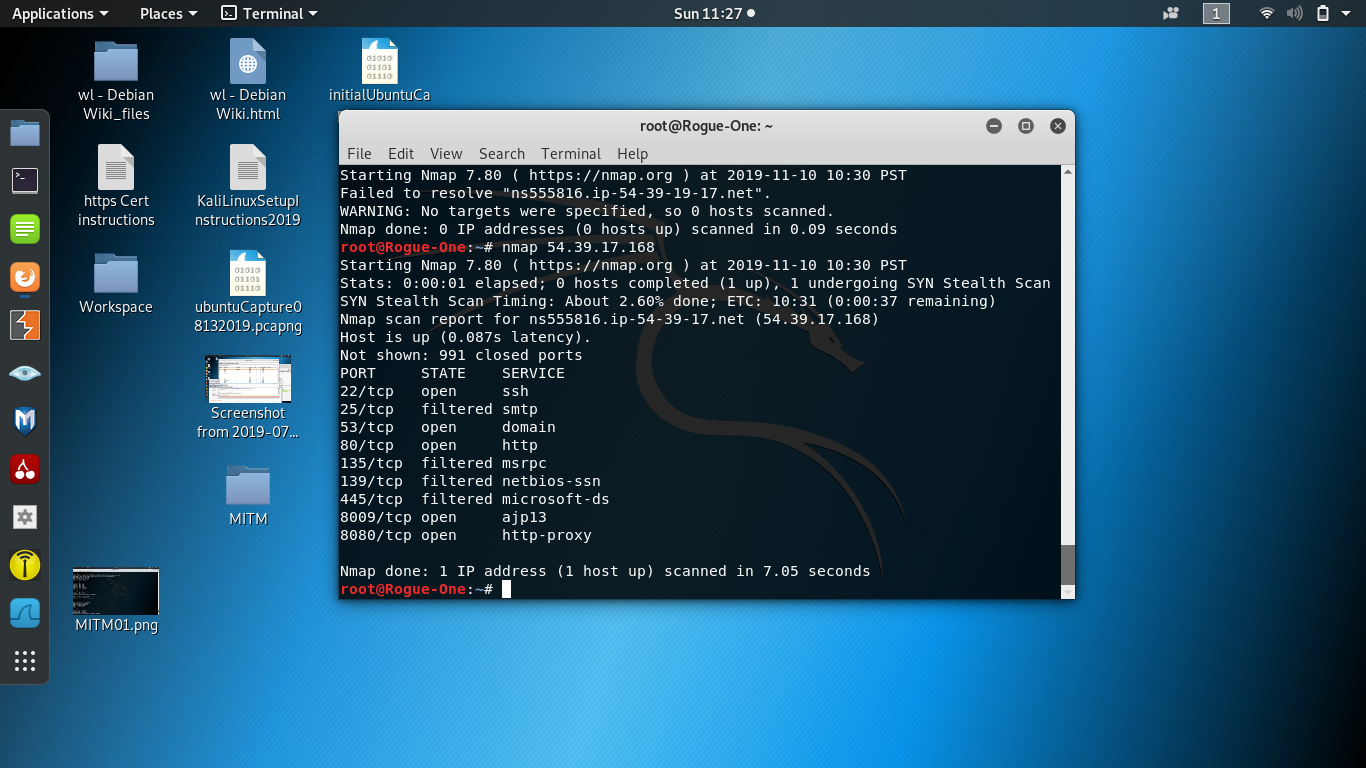 Applications
Places
Terminal
Sun 11:27
1
wl - Debian
Wiki_files
wl - Debian
Wiki.html
01010
01110
initialUbuntuCa
https Cert
instructions
KaliLinuxSetupI
nstructions2019
Workspace
ubuntuCapture0
8132019.pcapng
Screenshot
from 2019-07...
MITM
MITM01.png
root@Rogue-One: ~
File Edit View Search Terminal Help
Starting Nmap 7.80 ( https://nmap.org ) at 2019-11-10 10:30 PST
Failed to resolve "ns555816.ip-54-39-19-17.net".
WARNING: No targets were specified, so 0 hosts scanned.
Nmap done: 0 IP addresses (0 hosts up) scanned in 0.09 seconds
root@Rogue-One:~# nmap 54.39.17.168
Starting Nmap 7.80 ( https://nmap.org ) at 2019-11-10 10:30 PST
Stats: 0:00:01 elapsed; 0 hosts completed (1 up), 1 undergoing SYN Stealth Scan
SYN Stealth Scan Timing: About 2.60% done; ETC: 10:31 (0:00:37 remaining)
Nmap scan report for ns555816.ip-54-39-17.net (54.39.17.168)
Host is up (0.087s latency).
Not shown: 991 closed ports
PORT STATE SERVICE
22/tcp open ssh
25/tcp filtered smtp
53/tcp open domain
80/tcp open http
135/tcp filtered msrpc
139/tcp filtered netbios-ssn
445/tcp filtered microsoft-ds
8009/tcp open ajp13
8080/tcp open http-proxy
Nmap done: 1 IP address (1 host up) scanned in 7.05 seconds
root@Rogue-One:~#